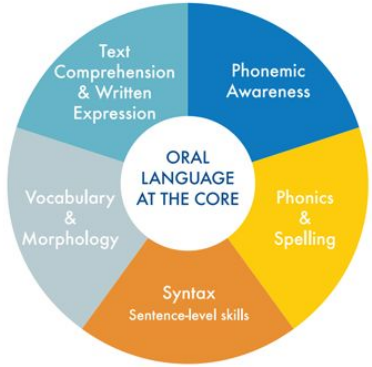 Text
Comprehension
& Written
Expression
Phonemic
Awareness
ORAL
LANGUAGE
AT THE CORE
Vocabulary
&
Morphology
Phonics
&
Spelling
Syntax
Sentence-level skills